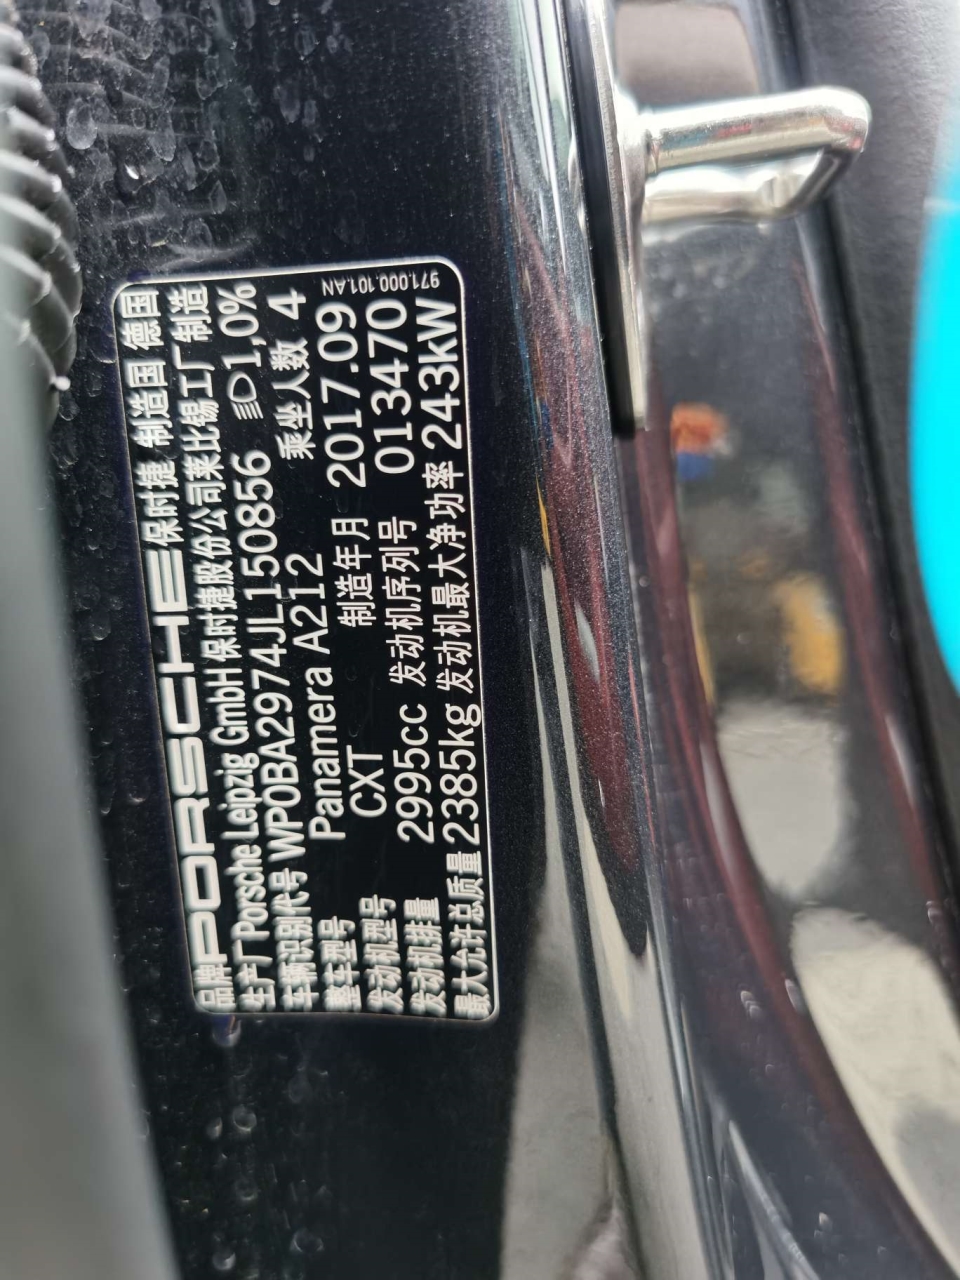 品牌 PORSCHE 保时捷 制造国 德国
生产厂 Porsche Leipzig GmbH 保时捷股份公司莱比锡工厂制造
车辆识别代号 WP0BA2974JL150856 1,0%
整车型号 Panamera A212 乘坐人数 4
发动机型号 CXT 制造年月 2017.09
发动机排量 2995cc 发动机序列号 013470
最大允许总质量 2385kg 发动机最大净功率 243kW
971.000.101.AN